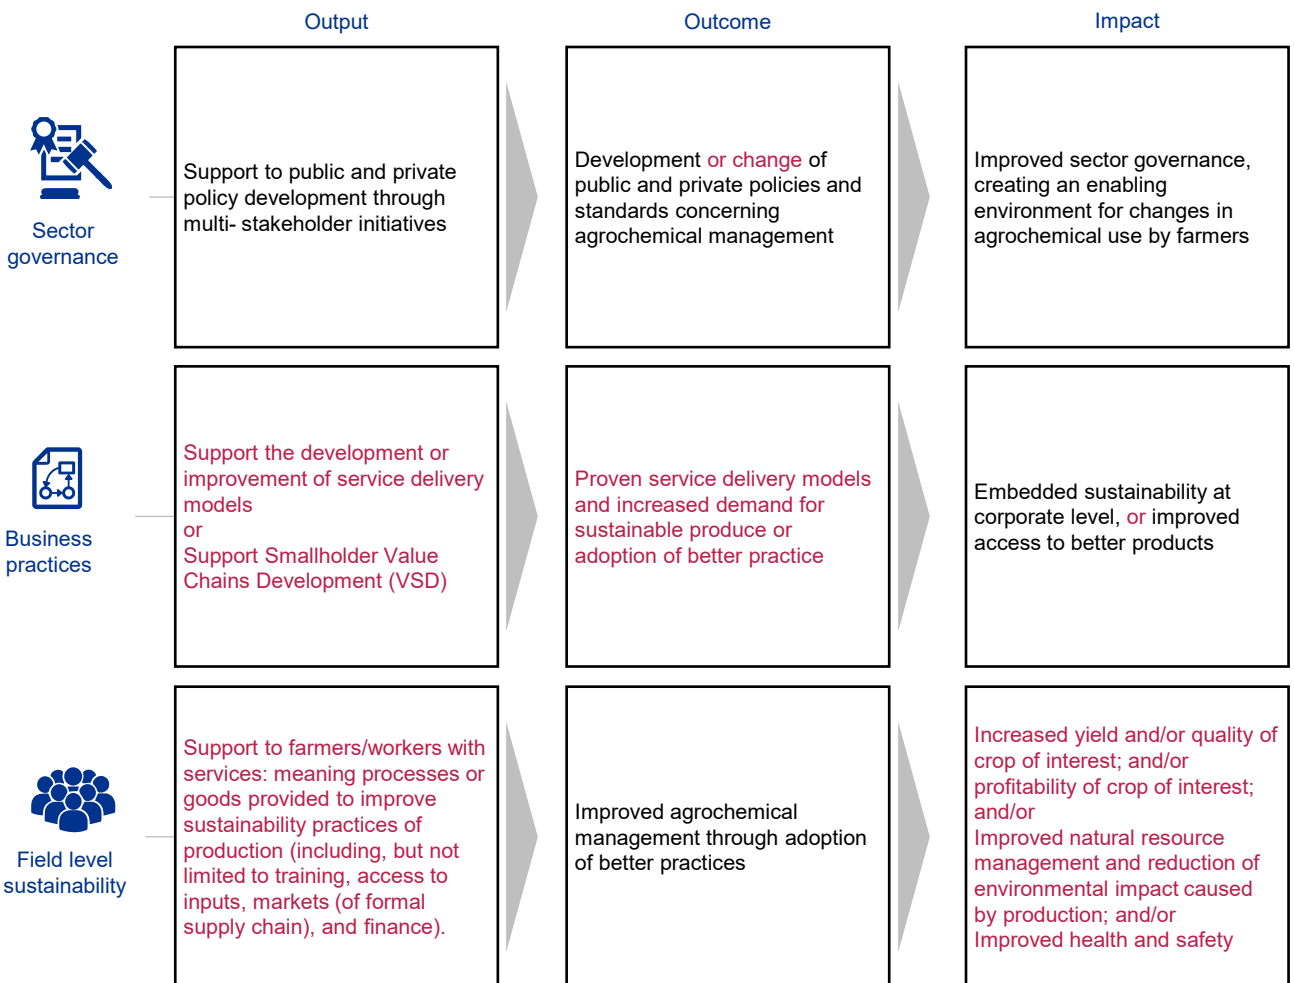 Output
Outcome
Impact
Sector
governance
Support to public and private
policy development through
multi- stakeholder initiatives
Development or change of
public and private policies and
standards concerning
agrochemical management
Improved sector governance,
creating an enabling
environment for changes in
agrochemical use by farmers
Business
practices
Support the development or
improvement of service delivery
models
or
Support Smallholder Value
Chains Development (VSD)
Proven service delivery models
and increased demand for
sustainable produce or
adoption of better practice
Embedded sustainability at
corporate level, or improved
access to better products
Field level
sustainability
Support to farmers/workers with
services: meaning processes or
goods provided to improve
sustainability practices of
production (including, but not
limited to training, access to
inputs, markets (of formal
supply chain), and finance).
Improved agrochemical
management through adoption
of better practices
Increased yield and/or quality of
crop of interest; and/or
profitability of crop of interest;
and/or
Improved natural resource
management and reduction of
environmental impact caused
by production; and/or
Improved health and safety